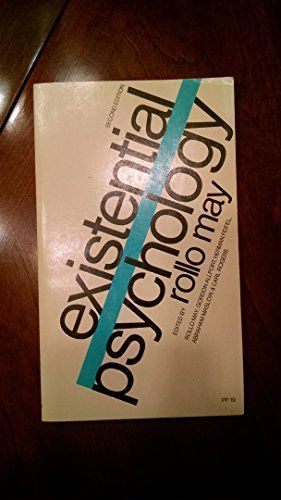 SECOND EDITION
existential
psychology
rollo may
EDITED BY
ROLLO MAY, GORDON ALLPORT, HERMAN FEIFEL,
ABRAHAM MASLOW & CARL ROGERS
PP. 19